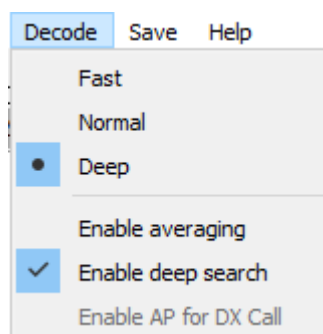 Decode Save Help
Fast
Normal
Deep
Enable averaging
Enable deep search
Enable AP for DX Call